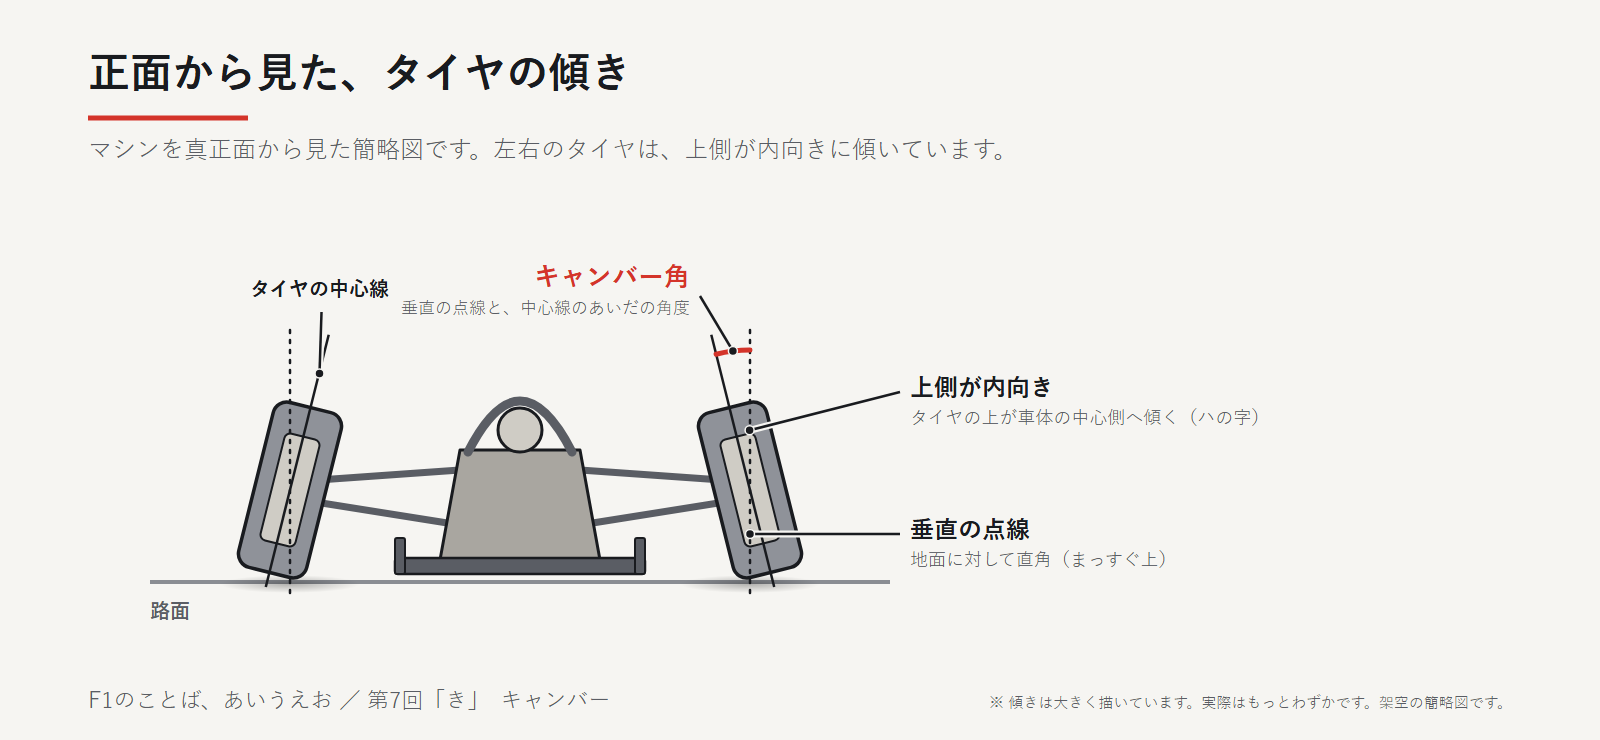 正面から見た、タイヤの傾き
マシンを真正面から見た簡略図です。左右のタイヤは、上側が内向きに傾いています。
タイヤの中心線
キャンバー角
垂直の点線と、中心線のあいだの角度
上側が内向き
タイヤの上が車体の中心側へ傾く（ハの字）
垂直の点線
地面に対して直角（まっすぐ上）
路面
F1のことば、あいうえお ／ 第7回「き」 キャンバー
※ 傾きは大きく描いています。実際はもっとわずかです。架空の簡略図です。